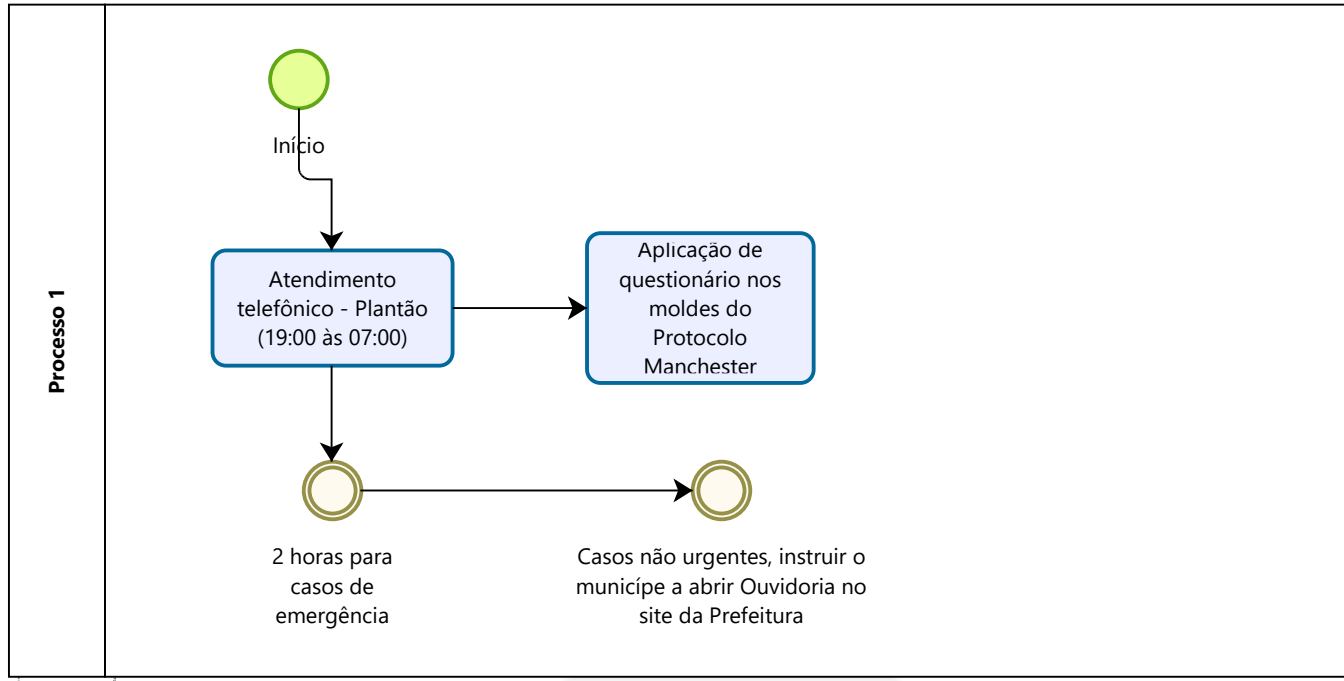 Processo 1
Início
Atendimento
telefônico - Plantão
(19:00 às 07:00)
Aplicação de
questionário nos
moldes do
Protocolo
Manchester
2 horas para
casos de
emergência
Casos não urgentes, instruir o
municípe a abrir Ouvidoria no
site da Prefeitura